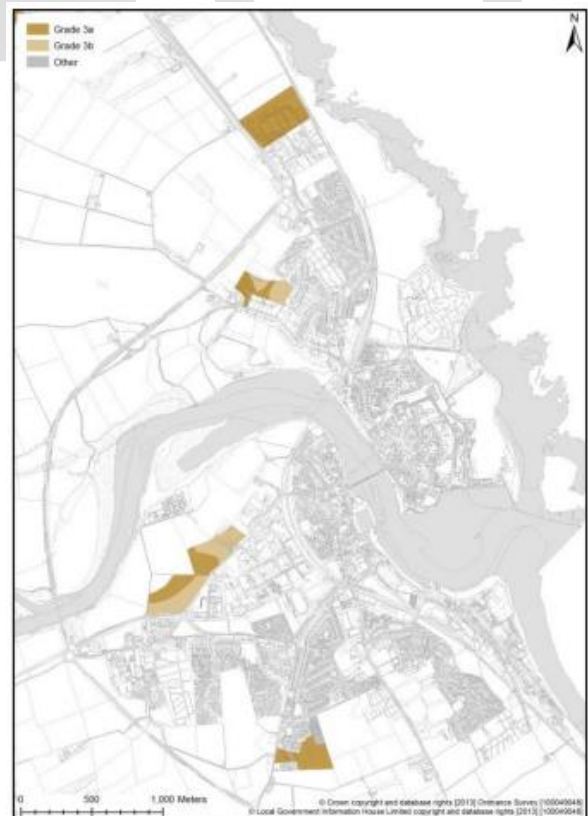 Grade 3a
Grade 3b
Other
N
0 500 1,000 Meters
© Crown copyright and database rights [2013] Ordnance Survey [100049048]
© Local Government Information House Limited copyright and database rights [2013] [100049048]